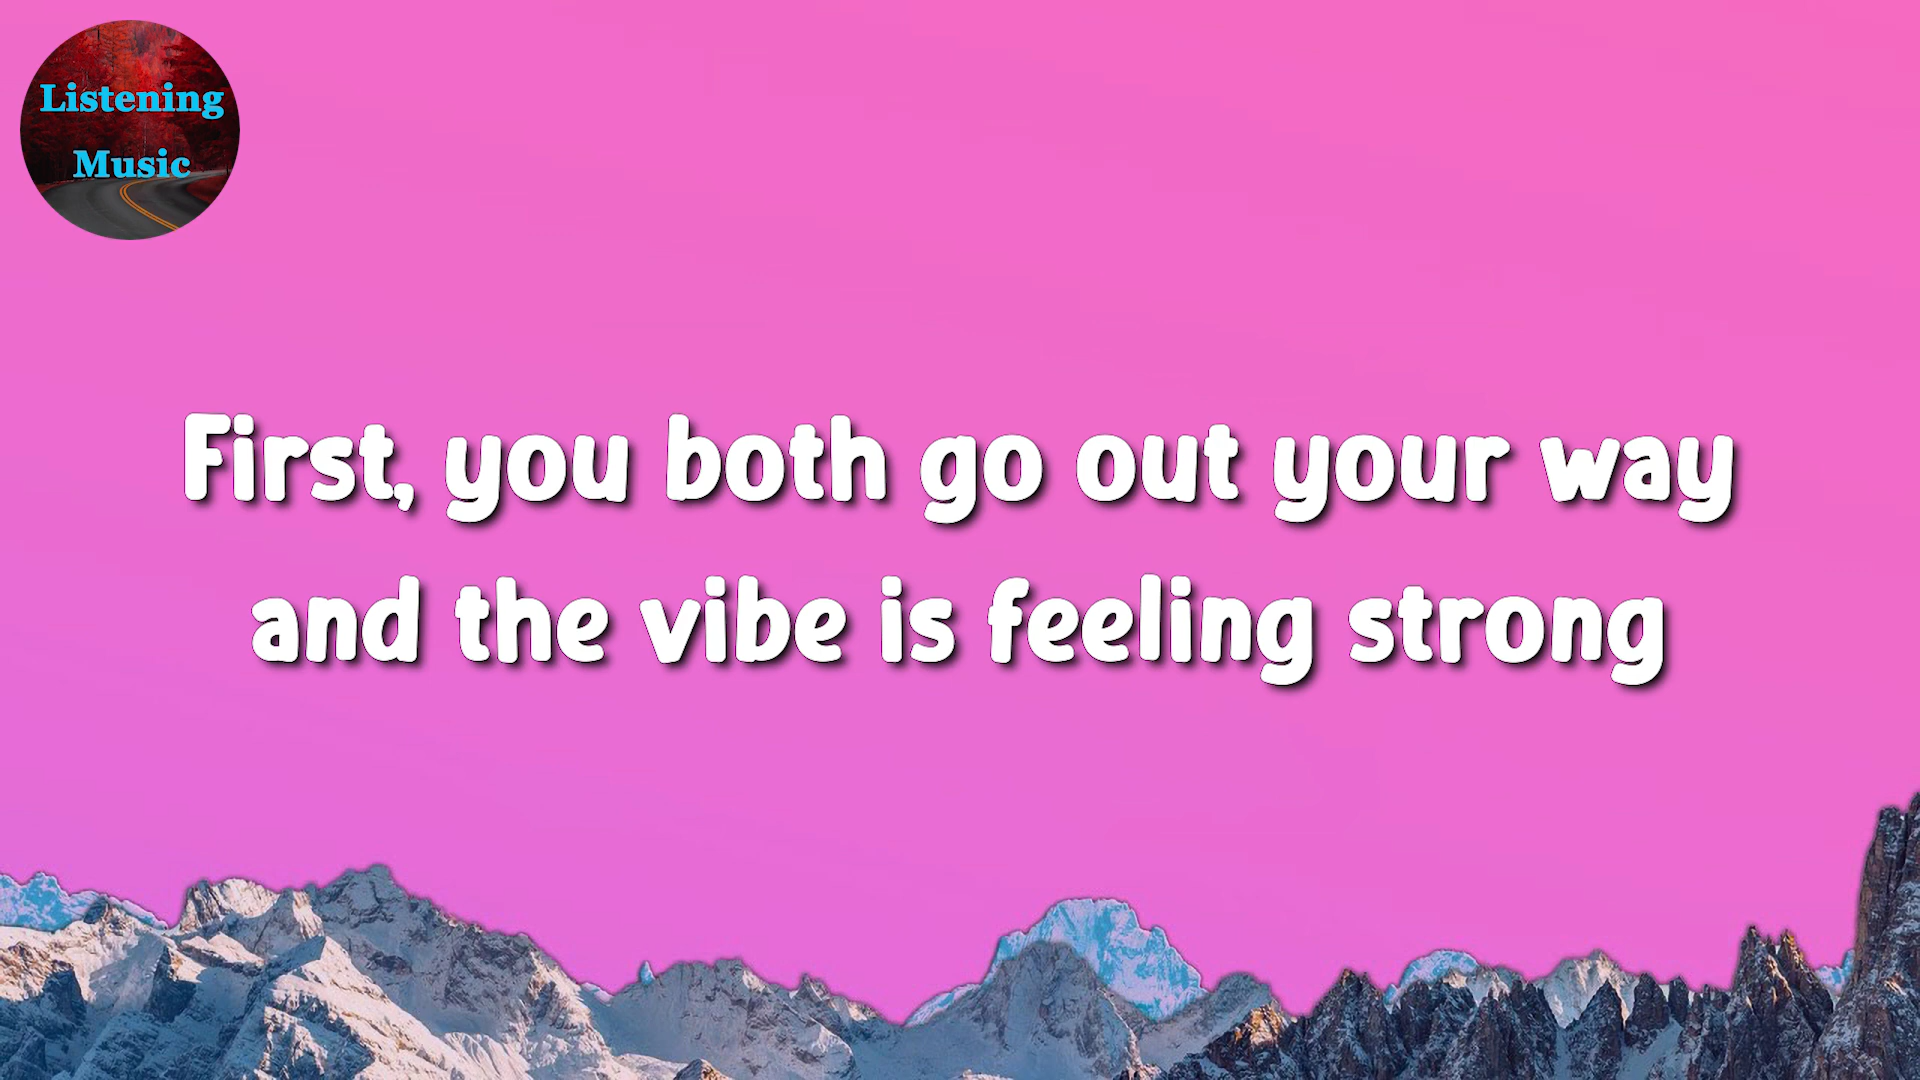 Listening
Music
First, you both go out your way
and the vibe is feeling strong